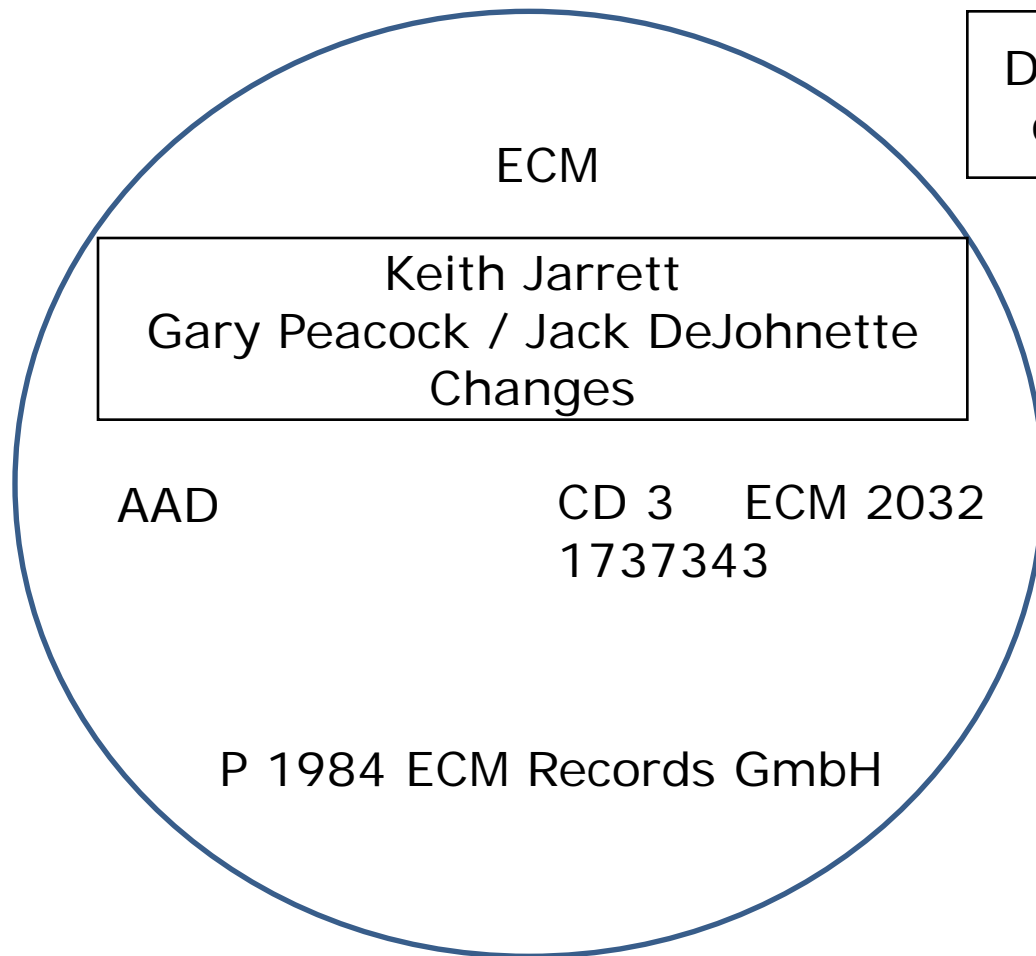 ECM
Keith Jarrett
Gary Peacock / Jack DeJohnette
Changes
AAD
CD 3 ECM 2032
1737343
P 1984 ECM Records GmbH